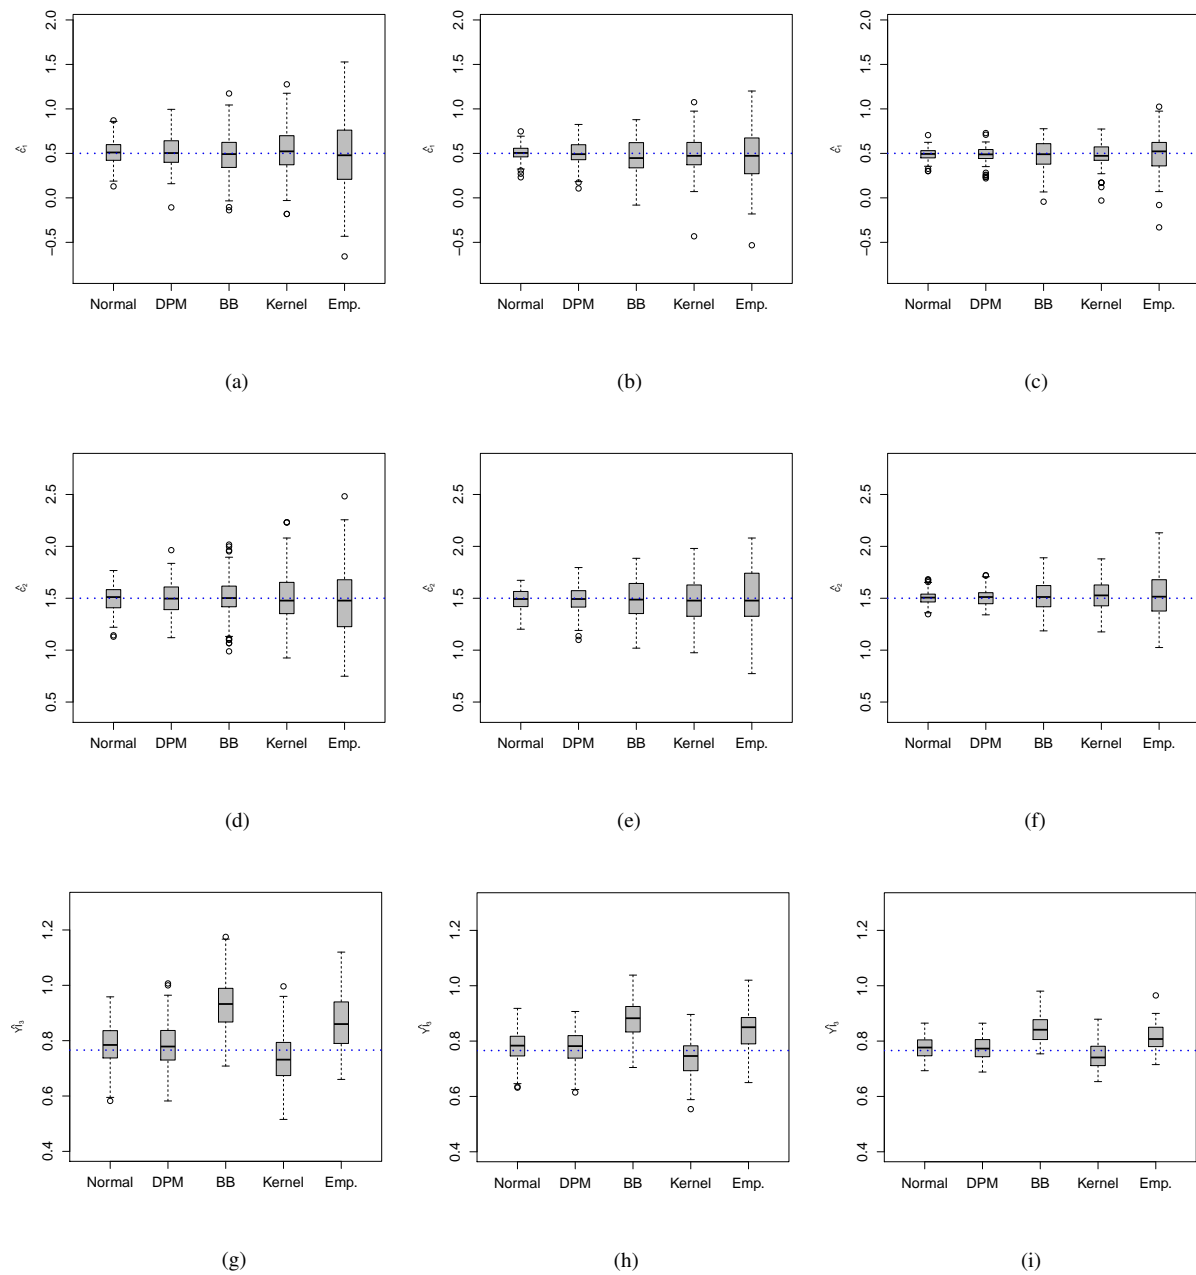 2.0 1.5 1.0 0.5 0.0 −0.5
ĉ₁
Normal DPM BB Kernel Emp.
(a)
2.0 1.5 1.0 0.5 0.0 −0.5
ĉ₁
Normal DPM BB Kernel Emp.
(b)
2.0 1.5 1.0 0.5 0.0 −0.5
ĉ₁
Normal DPM BB Kernel Emp.
(c)
2.5 2.0 1.5 1.0 0.5
ĉ₂
Normal DPM BB Kernel Emp.
(d)
2.5 2.0 1.5 1.0 0.5
ĉ₂
Normal DPM BB Kernel Emp.
(e)
2.5 2.0 1.5 1.0 0.5
ĉ₂
Normal DPM BB Kernel Emp.
(f)
1.2 1.0 0.8 0.6 0.4
YÎ₃
Normal DPM BB Kernel Emp.
(g)
1.2 1.0 0.8 0.6 0.4
YÎ₃
Normal DPM BB Kernel Emp.
(h)
1.2 1.0 0.8 0.6 0.4
YÎ₃
Normal DPM BB Kernel Emp.
(i)